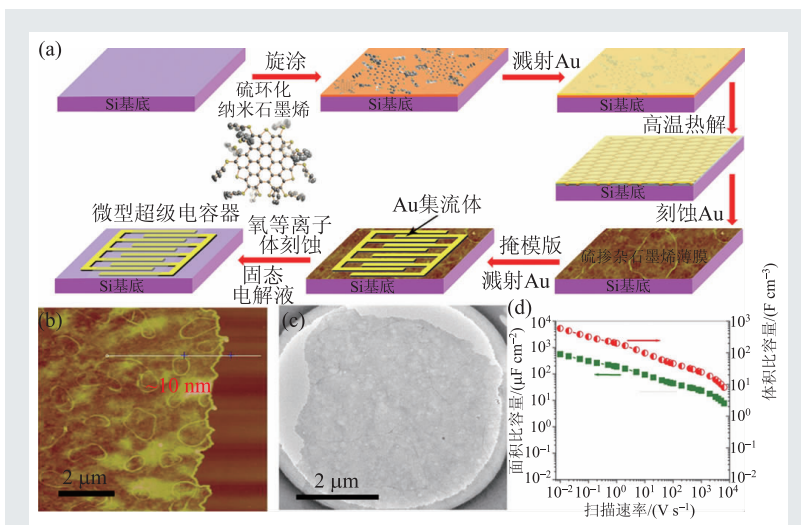 (a)
旋涂
溅射Au
Si基底
硫环化
纳米石墨烯
Si基底
Si基底
高温热解
Si基底
刻蚀Au
微型超级电容器
氧等离子
体刻蚀
Au集流体
掩模版
硫掺杂石墨烯薄膜
Si基底
固态
电解液
Si基底
溅射Au
Si基底
(b)
~10 nm
2 μm
(c)
2 μm
(d)
面积比容量/(μF cm⁻²)
10⁴
10³
10²
10¹
10⁰
10⁻¹
10⁻²
体积比容量/(F cm⁻³)
10³
10²
10¹
10⁰
10⁻¹
10⁻²
10⁻² 10⁻¹ 10⁰ 10¹ 10² 10³ 10⁴
扫描速率/(V s⁻¹)